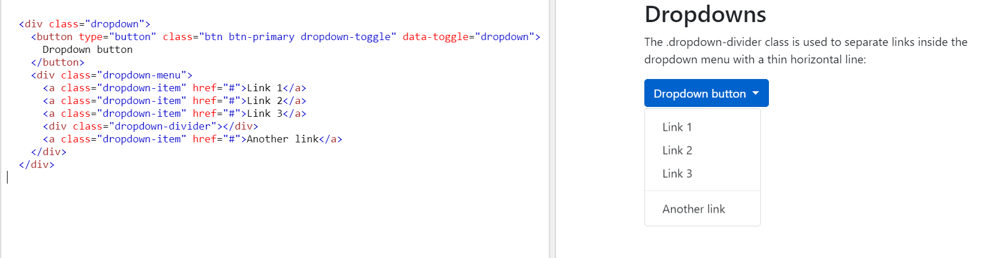 <div class="dropdown">
<button type="button" class="btn btn-primary dropdown-toggle" data-toggle="dropdown">
Dropdown button
</button>
<div class="dropdown-menu">
<a class="dropdown-item" href="#">Link 1</a>
<a class="dropdown-item" href="#">Link 2</a>
<a class="dropdown-item" href="#">Link 3</a>
<div class="dropdown-divider"></div>
<a class="dropdown-item" href="#">Another link</a>
</div>
</div>
Dropdowns
The .dropdown-divider class is used to separate links inside the
dropdown menu with a thin horizontal line:
Dropdown button
Link 1
Link 2
Link 3
Another link